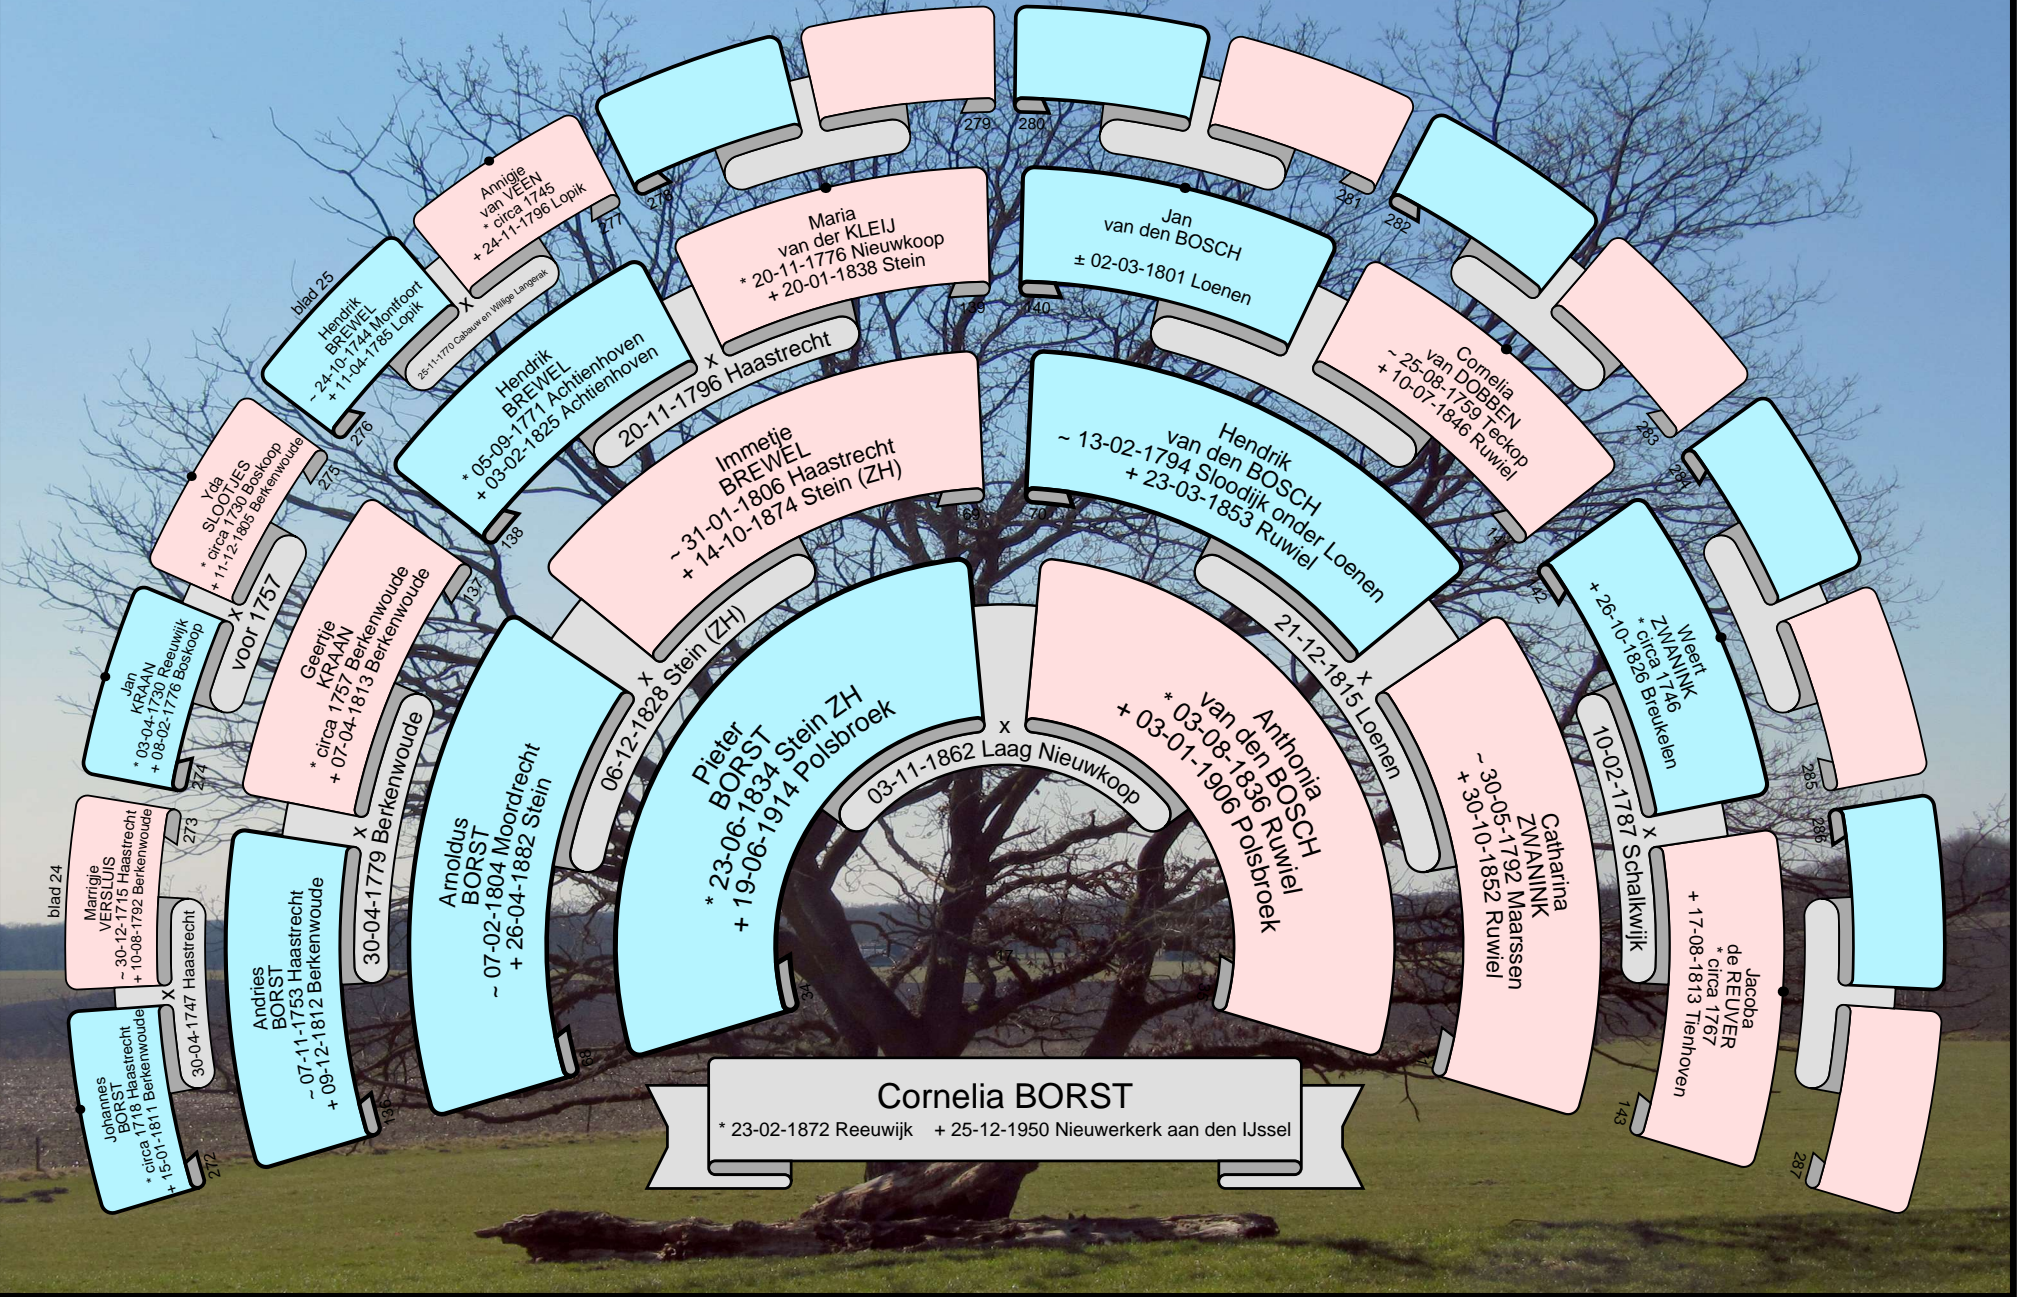 279
280
278
281
277
282
Annigje
van VEEN
* circa 1745
+ 24-11-1796 Lopik
blad 25
Hendrik
BREWEL
~ 24-10-1744 Montfoort
+ 11-04-1785 Lopik
276
x
25-11-1770 Cabauw en Willige Langerak
Maria
van der KLEIJ
* 20-11-1776 Nieuwkoop
+ 20-01-1838 Stein
139
Jan
van den BOSCH
± 02-03-1801 Loenen
140
Hendrik
BREWEL
* 05-09-1771 Achtienhoven
+ 03-02-1825 Achtienhoven
138
x
20-11-1796 Haastrecht
Cornelia
van DOBBEN
~ 25-08-1759 Teckop
+ 10-07-1846 Ruwiel
141
283
284
Yda
SLOOTJES
* circa 1730 Boskoop
+ 11-12-1805 Berkenwoude
275
x
voor 1757
Jan
KRAAN
* 03-04-1730 Reeuwijk
+ 08-02-1776 Boskoop
274
Geertje
KRAAN
* circa 1757 Berkenwoude
+ 07-04-1813 Berkenwoude
137
Immetje
BREWEL
~ 31-01-1806 Haastrecht
+ 14-10-1874 Stein (ZH)
69
Hendrik
van den BOSCH
~ 13-02-1794 Sloodijk onder Loenen
+ 23-03-1853 Ruwiel
70
Weert
ZWANINK
* circa 1746
+ 26-10-1826 Breukelen
142
285
blad 24
Marrigje
VERSLUIS
~ 30-12-1715 Haastrecht
+ 10-08-1792 Berkenwoude
273
x
30-04-1747 Haastrecht
Johannes
BORST
* circa 1718 Haastrecht
+ 15-01-1811 Berkenwoude
272
Andries
BORST
~ 07-11-1753 Haastrecht
+ 09-12-1812 Berkenwoude
136
x
30-04-1779 Berkenwoude
Arnoldus
BORST
~ 07-02-1804 Moordrecht
+ 26-04-1882 Stein
68
x
06-12-1828 Stein (ZH)
Pieter
BORST
* 23-06-1834 Stein ZH
+ 19-06-1914 Polsbroek
34
x
03-11-1862 Laag Nieuwkoop
17
Anthonia
van den BOSCH
* 03-08-1836 Ruwiel
+ 03-01-1906 Polsbroek
x
21-12-1815 Loenen
Catharina
ZWANINK
~ 30-05-1792 Maarssen
+ 30-10-1852 Ruwiel
x
10-02-1787 Schalkwijk
Jacoba
de REUVER
* circa 1767
+ 17-08-1813 Tienhoven
143
286
287
Cornelia BORST
* 23-02-1872 Reeuwijk + 25-12-1950 Nieuwerkerk aan den IJssel